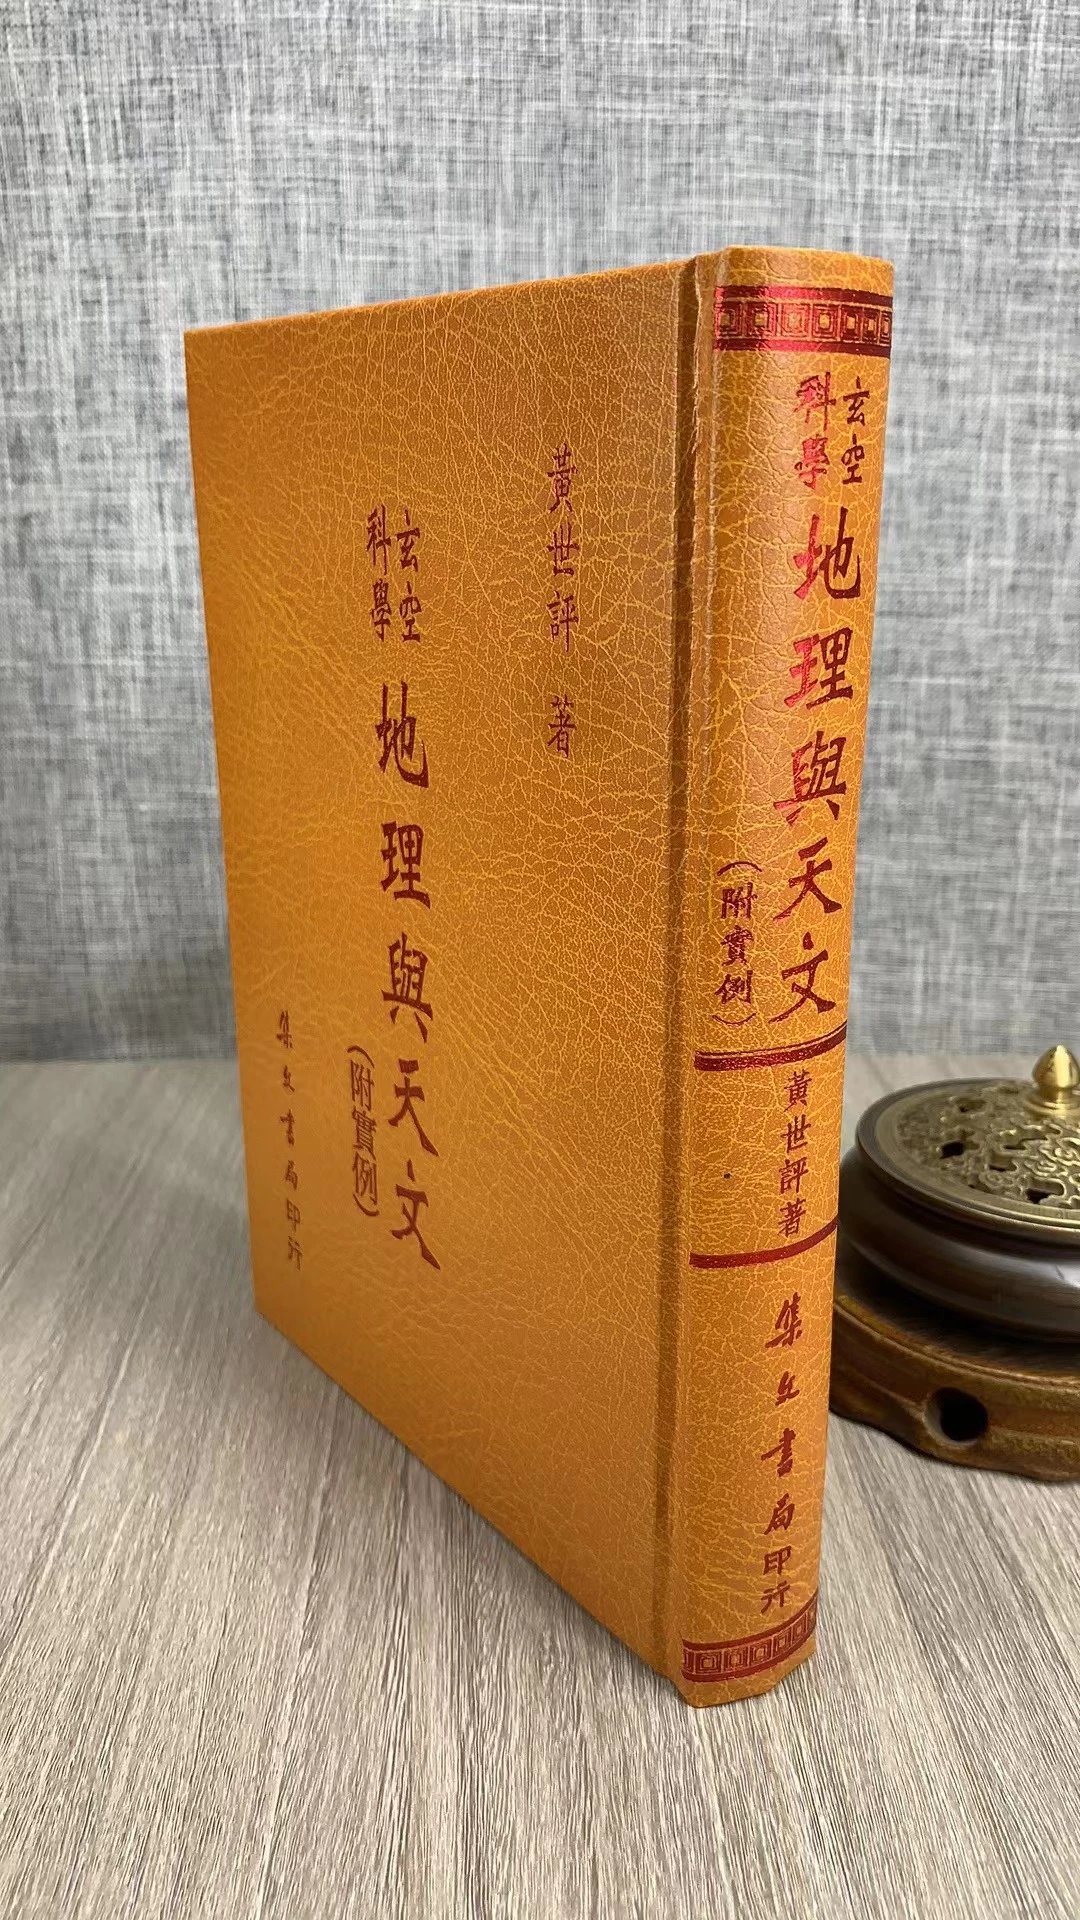 黃世評 著
玄空
科學
地理與天文
(附實例)
集文書局印行
玄空
科學
地理與天文
(附實例)
黃世評著
集文書局印行